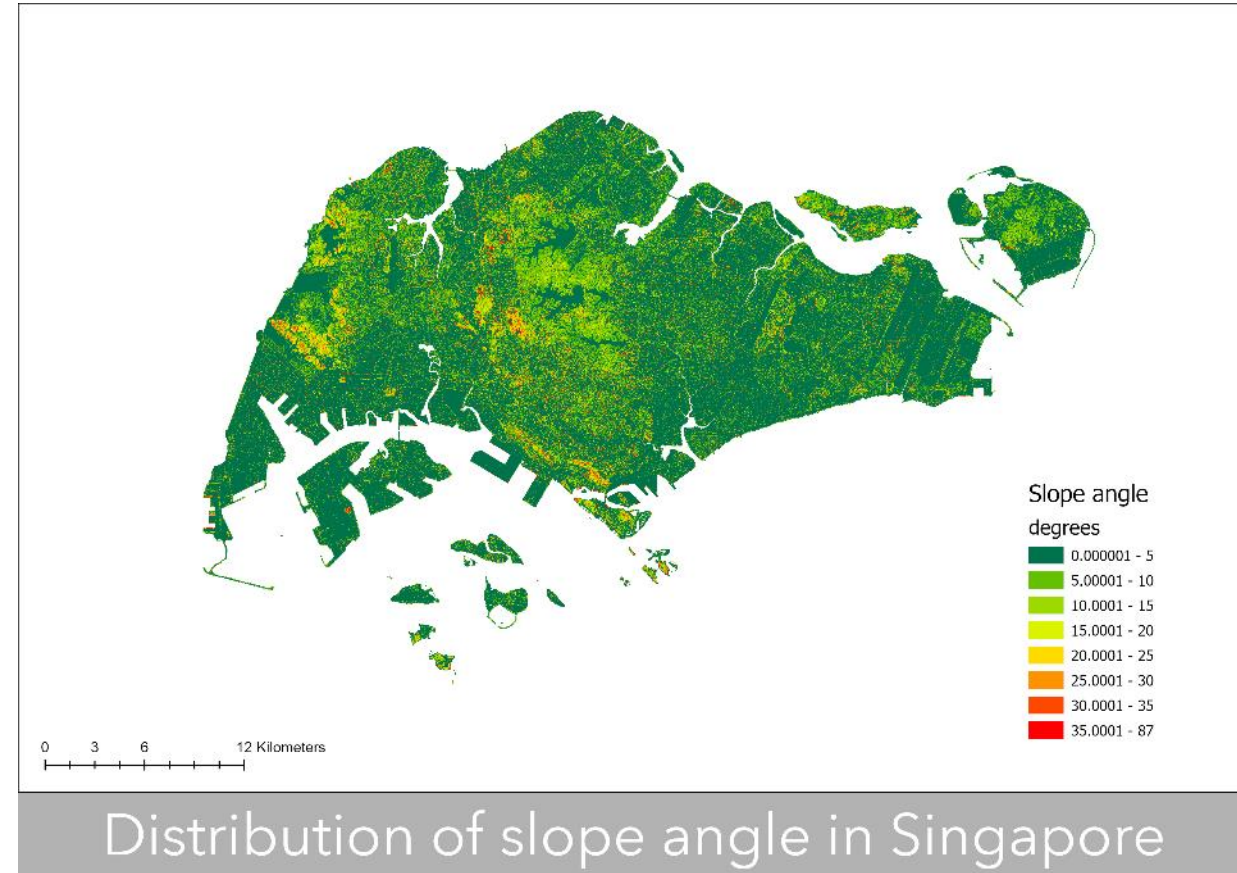 Slope angle
degrees
0.000001 - 5
5.00001 - 10
10.0001 - 15
15.0001 - 20
20.0001 - 25
25.0001 - 30
30.0001 - 35
35.0001 - 87
0 3 6 12 Kilometers
Distribution of slope angle in Singapore